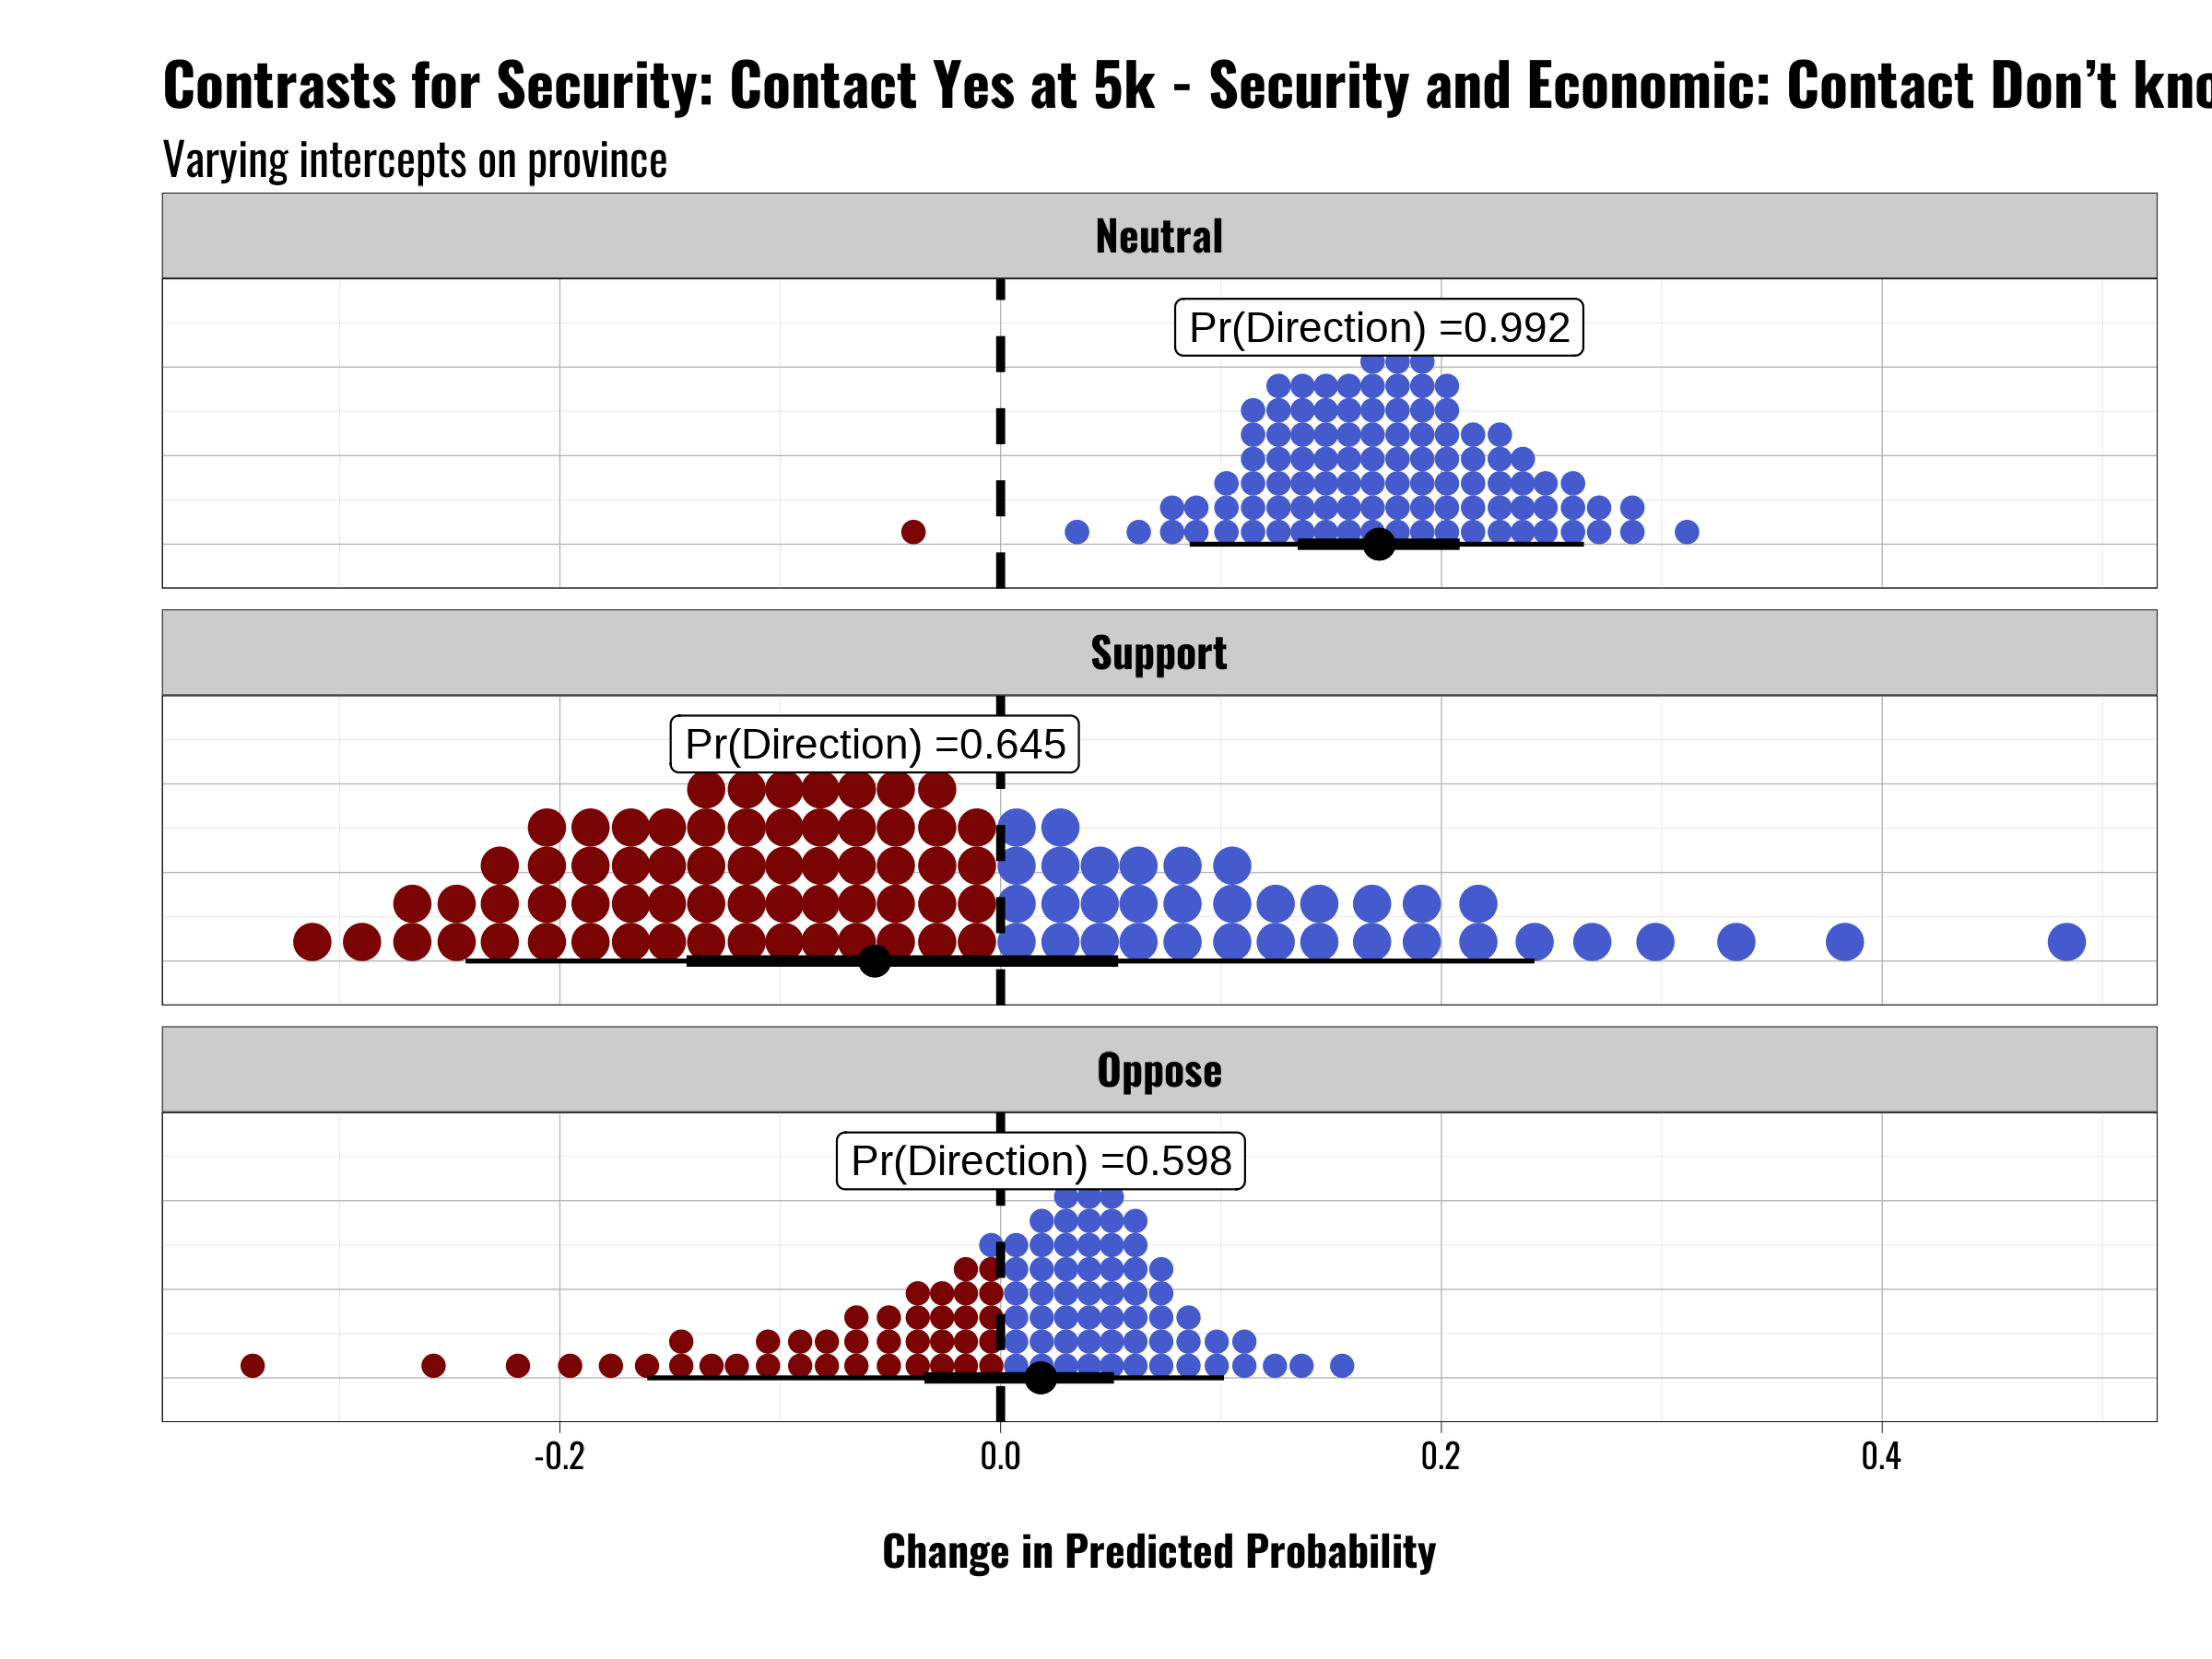 Contrasts for Security: Contact Yes at 5k - Security and Economic: Contact Don’t kno
Varying intercepts on province
Neutral
Pr(Direction) =0.992
Support
Pr(Direction) =0.645
Oppose
Pr(Direction) =0.598
-0.2 0.0 0.2 0.4
Change in Predicted Probability